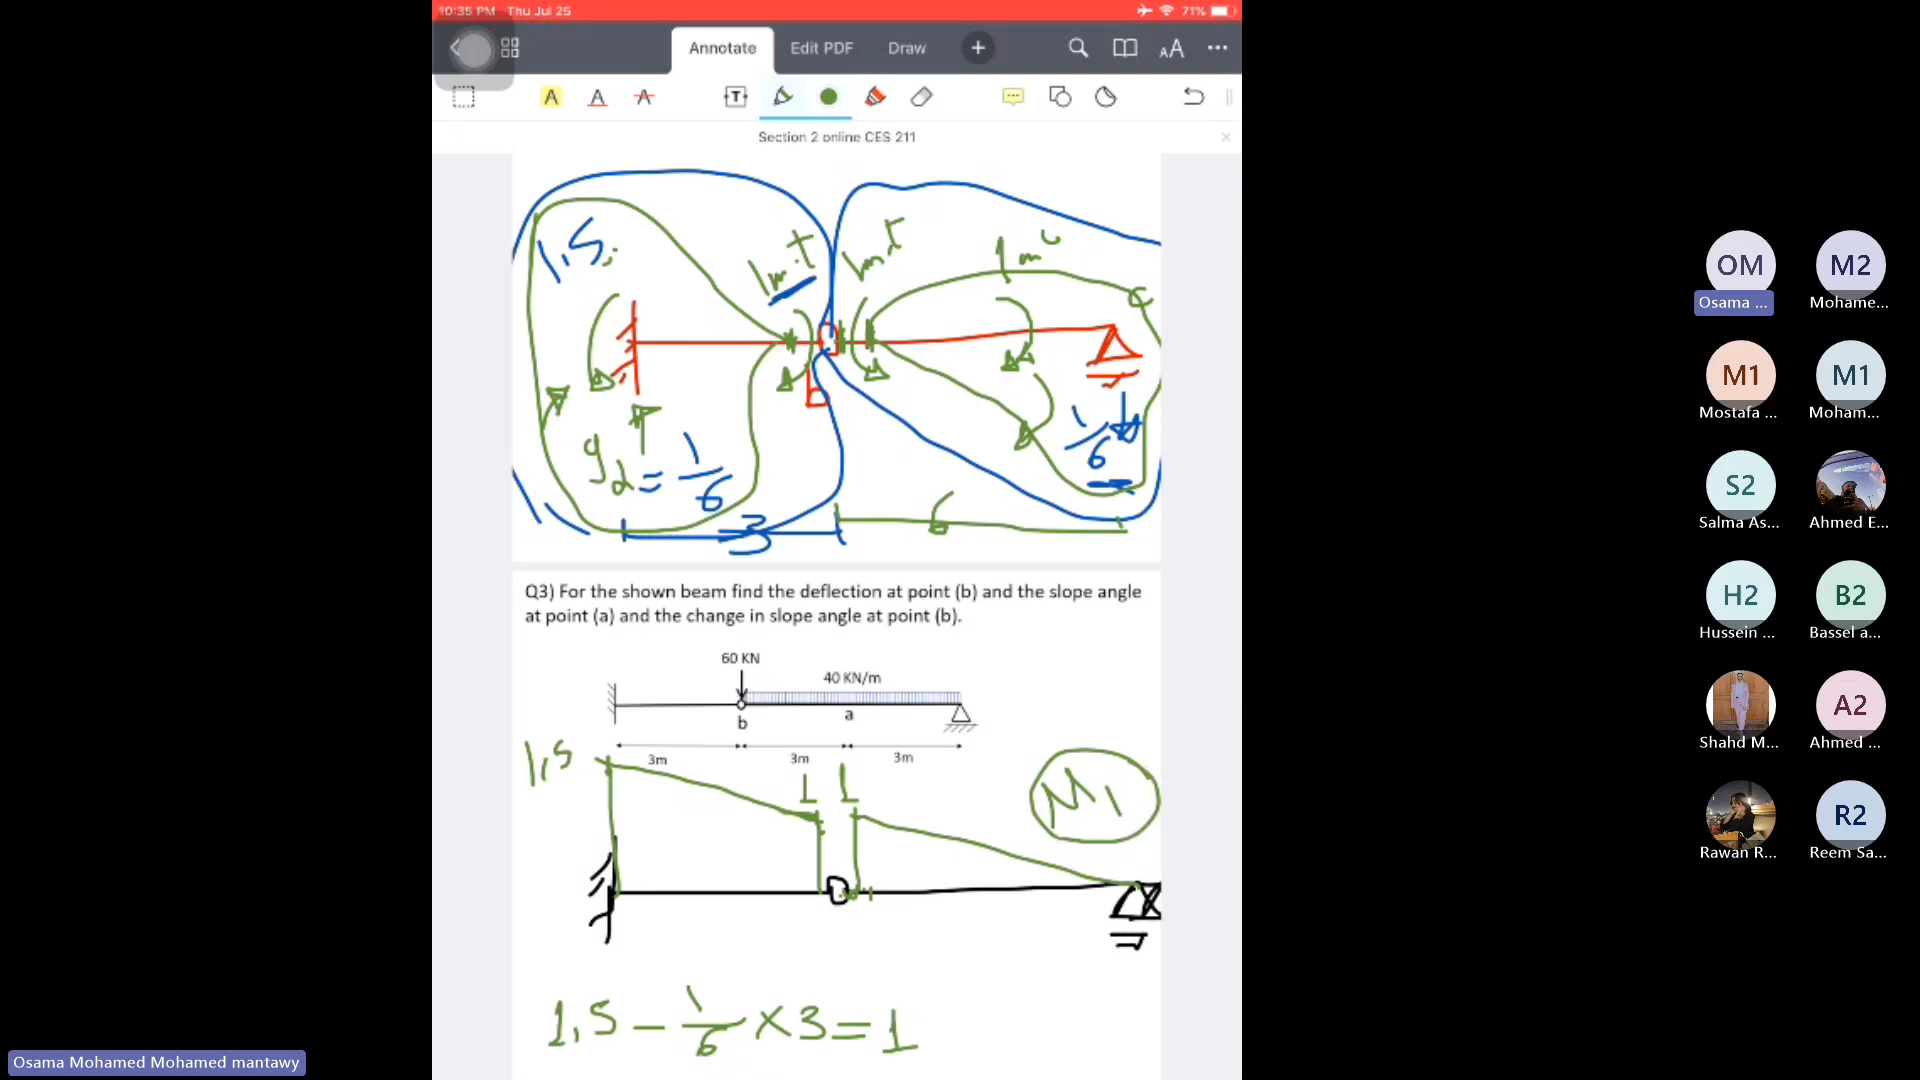 10:35 PM Thu Jul 25
71%
Annotate Edit PDF Draw
Section 2 online CES 211
1,5
1m.t
1m.t
1m
b
y2 = 1/6
1/6
3
6
Q3) For the shown beam find the deflection at point (b) and the slope angle
at point (a) and the change in slope angle at point (b).
60 KN
40 KN/m
b
a
3m 3m 3m
1,5
1 1
M1
1,5 - 1/6 × 3 = 1
OM
Osama ...
M2
Mohame...
M1
Mostafa ...
M1
Moham...
S2
Salma As...
Ahmed E...
H2
Hussein ...
B2
Bassel a...
Shahd M...
A2
Ahmed ...
Rawan R...
R2
Reem Sa...
Osama Mohamed Mohamed mantawy